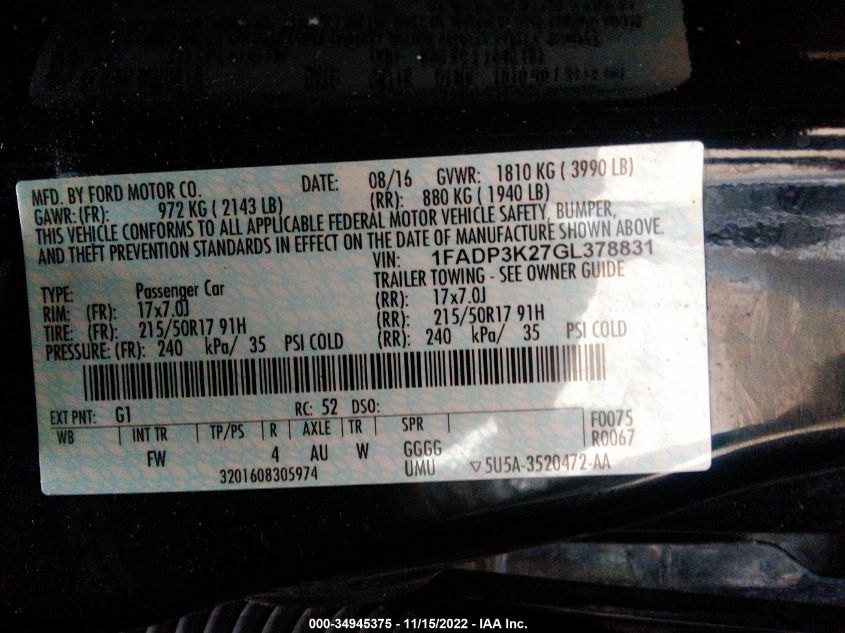 MFD. BY FORD MOTOR CO. DATE: 08/16 GVWR: 1810 KG ( 3990 LB)
GAWR: (FR): 972 KG ( 2143 LB) (RR): 880 KG ( 1940 LB)
THIS VEHICLE CONFORMS TO ALL APPLICABLE FEDERAL MOTOR VEHICLE SAFETY, BUMPER,
AND THEFT PREVENTION STANDARDS IN EFFECT ON THE DATE OF MANUFACTURE SHOWN ABOVE.
VIN: 1FADP3K27GL378831
TYPE: Passenger Car TRAILER TOWING - SEE OWNER GUIDE
RIM: (FR): 17x7.0J (RR): 17x7.0J
TIRE: (FR): 215/50R17 91H (RR): 215/50R17 91H
PRESSURE: (FR): 240 kPa/ 35 PSI COLD (RR): 240 kPa/ 35 PSI COLD
EXT PNT: G1 RC: 52 DSO: F0075
WB INT TR TP/PS R AXLE TR SPR R0067
FW 4 AU W GGGG
3201608305974 UMU ▽5U5A-3520472-AA
000-34945375 - 11/15/2022 - IAA Inc.